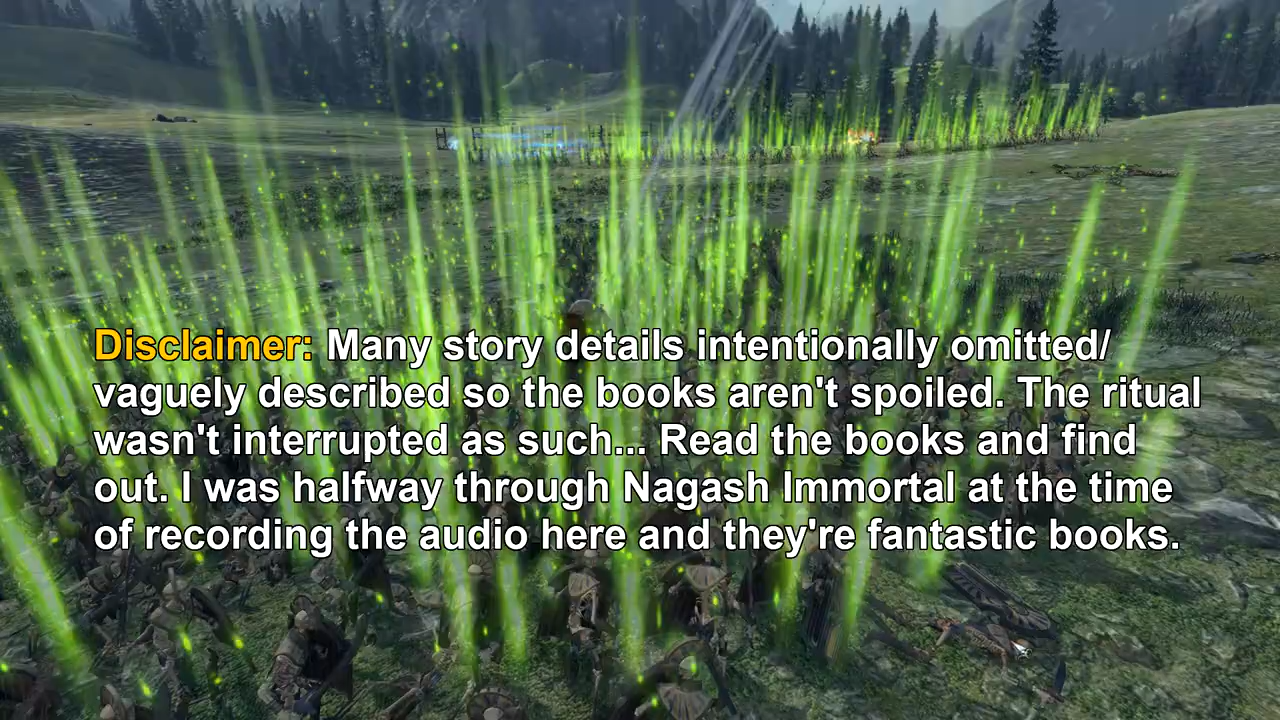 Disclaimer: Many story details intentionally omitted/
vaguely described so the books aren't spoiled. The ritual
wasn't interrupted as such... Read the books and find
out. I was halfway through Nagash Immortal at the time
of recording the audio here and they're fantastic books.